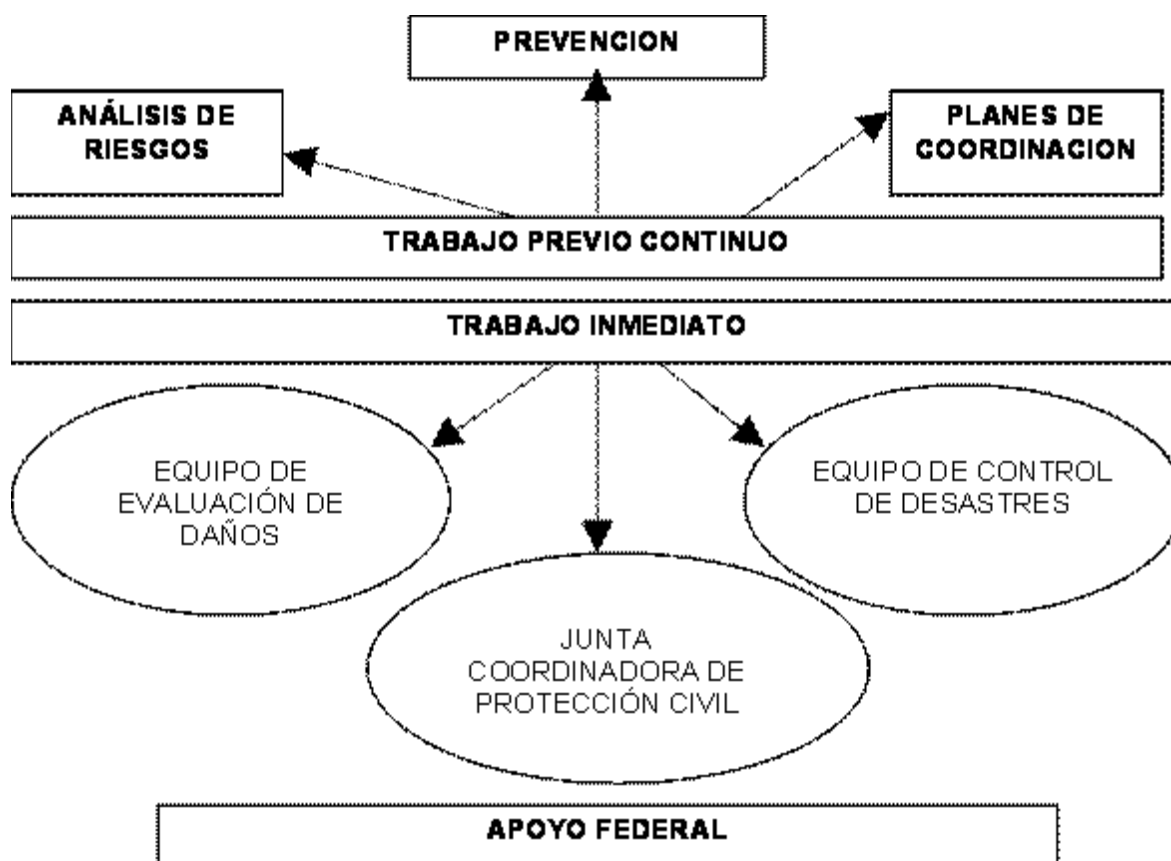 PREVENCION
ANÁLISIS DE
RIESGOS
PLANES DE
COORDINACION
TRABAJO PREVIO CONTINUO
TRABAJO INMEDIATO
EQUIPO DE
EVALUACIÓN DE
DAÑOS
EQUIPO DE CONTROL
DE DESASTRES
JUNTA
COORDINADORA DE
PROTECCIÓN CIVIL
APOYO FEDERAL